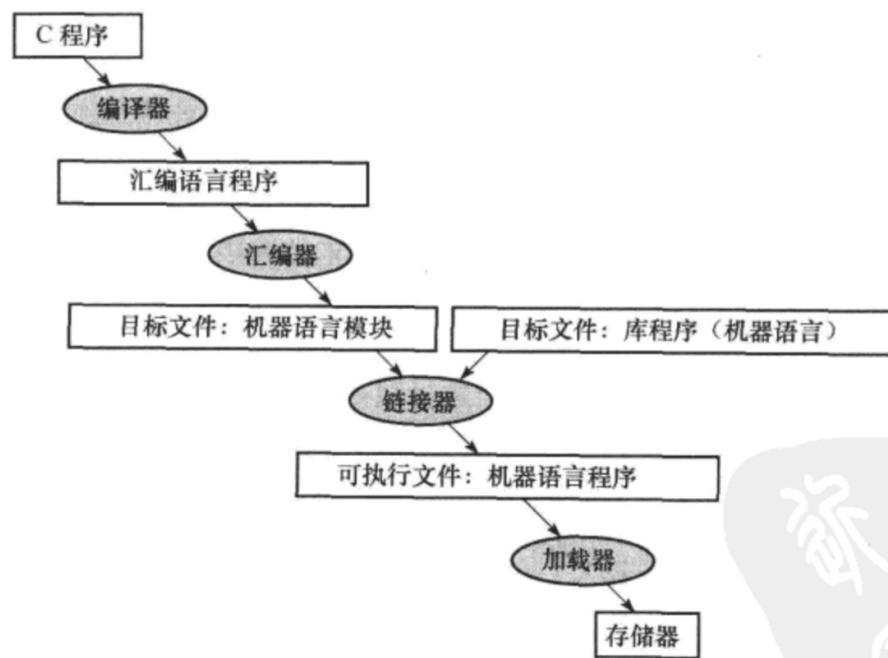 C 程序
编译器
汇编语言程序
汇编器
目标文件：机器语言模块
目标文件：库程序（机器语言）
链接器
可执行文件：机器语言程序
加载器
存储器